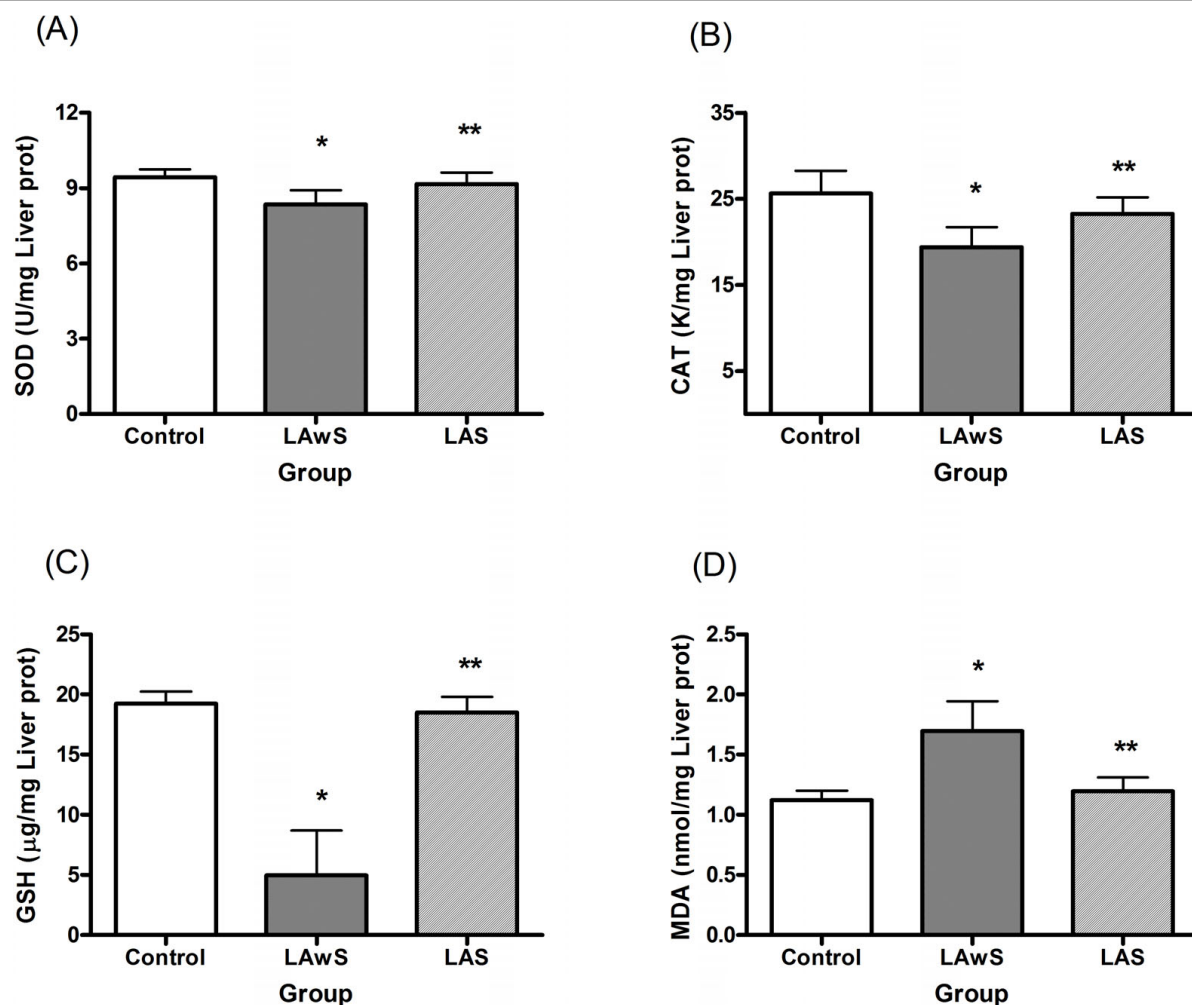 (A)
SOD (U/mg Liver prot)
12
9
6
3
0
*
**
Control LAwS LAS
Group
(B)
CAT (K/mg Liver prot)
35
25
15
5
*
**
Control LAwS LAS
Group
(C)
GSH (μg/mg Liver prot)
25
20
15
10
5
0
*
**
Control LAwS LAS
Group
(D)
MDA (nmol/mg Liver prot)
2.5
2.0
1.5
1.0
0.5
0.0
*
**
Control LAwS LAS
Group